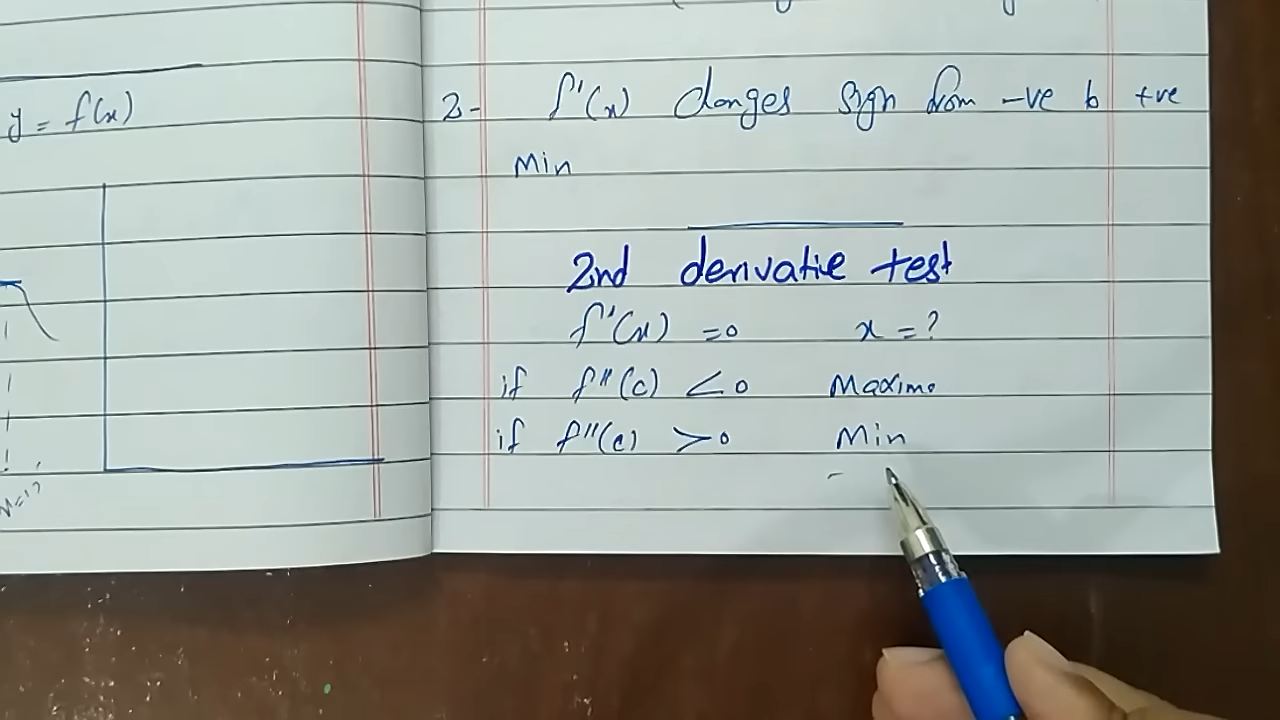 y = f(x)
2- f'(x) changes sign from -ve to +ve
Min
2nd derivative test
f'(x) = 0 x = ?
if f''(c) < 0 Maxima
if f''(c) > 0 Min